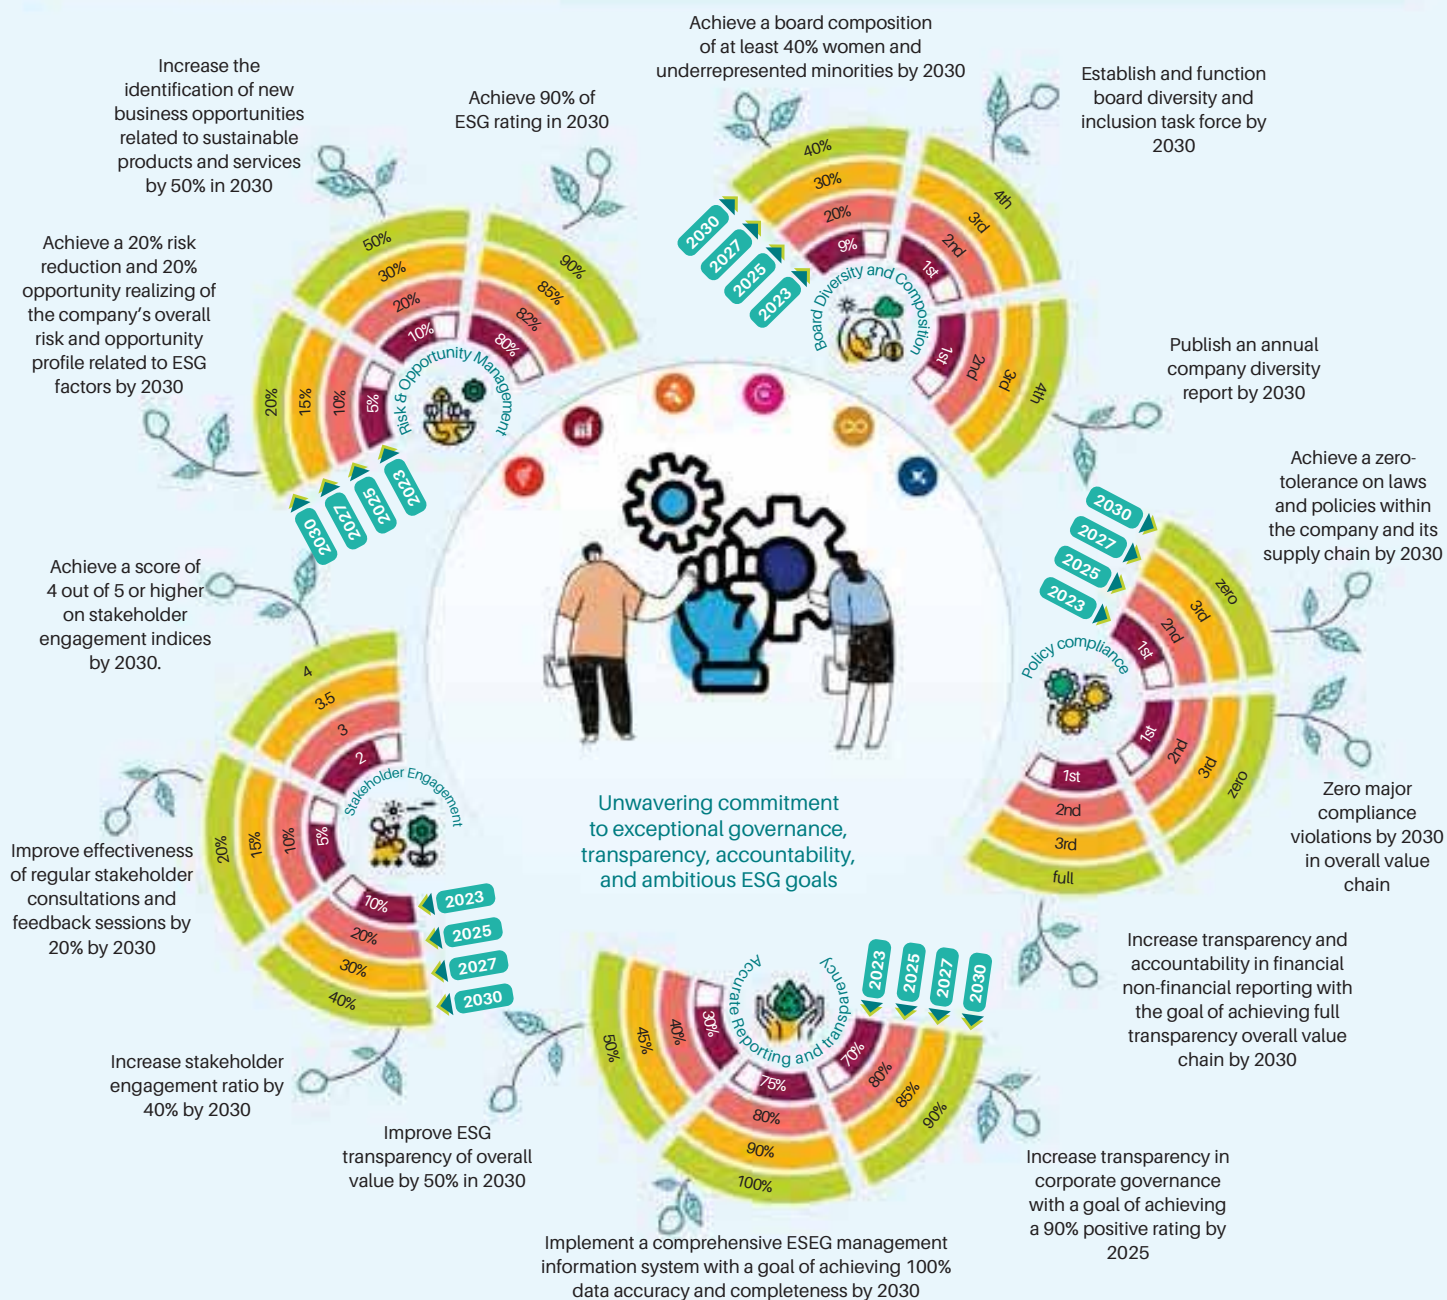 Achieve a board composition
of at least 40% women and
underrepresented minorities by 2030
Increase the
identification of new
business opportunities
related to sustainable
products and services
by 50% in 2030
Achieve 90% of
ESG rating in 2030
Establish and function
board diversity and
inclusion task force by
2030
Achieve a 20% risk
reduction and 20%
opportunity realizing of
the company's overall
risk and opportunity
profile related to ESG
factors by 2030
20%
15%
10%
5%
50%
30%
20%
10%
90%
85%
82%
80%
Risk & Opportunity Management
2030
2027
2025
2023
40%
30%
20%
9%
4th
3rd
2nd
1st
4th
3rd
2nd
1st
Board Diversity and Composition
2030
2027
2025
2023
Publish an annual
company diversity
report by 2030
Achieve a zero-
tolerance on laws
and policies within
the company and its
supply chain by 2030
2030
2027
2025
2023
zero
3rd
2nd
1st
zero
3rd
2nd
1st
1st
2nd
3rd
full
Policy compliance
Zero major
compliance
violations by 2030
in overall value
chain
Increase transparency and
accountability in financial
non-financial reporting with
the goal of achieving full
transparency overall value
chain by 2030
Achieve a score of
4 out of 5 or higher
on stakeholder
engagement indices
by 2030.
4
3.5
3
2
20%
15%
10%
5%
10%
20%
30%
40%
Stakeholder Engagement
2023
2025
2027
2030
Improve effectiveness
of regular stakeholder
consultations and
feedback sessions by
20% by 2030
Increase stakeholder
engagement ratio by
40% by 2030
Unwavering commitment
to exceptional governance,
transparency, accountability,
and ambitious ESG goals
50%
45%
40%
30%
75%
80%
90%
100%
70%
80%
85%
90%
Accurate Reporting and transparency
2023
2025
2027
2030
Improve ESG
transparency of overall
value by 50% in 2030
Implement a comprehensive ESEG management
information system with a goal of achieving 100%
data accuracy and completeness by 2030
Increase transparency in
corporate governance
with a goal of achieving
a 90% positive rating by
2025